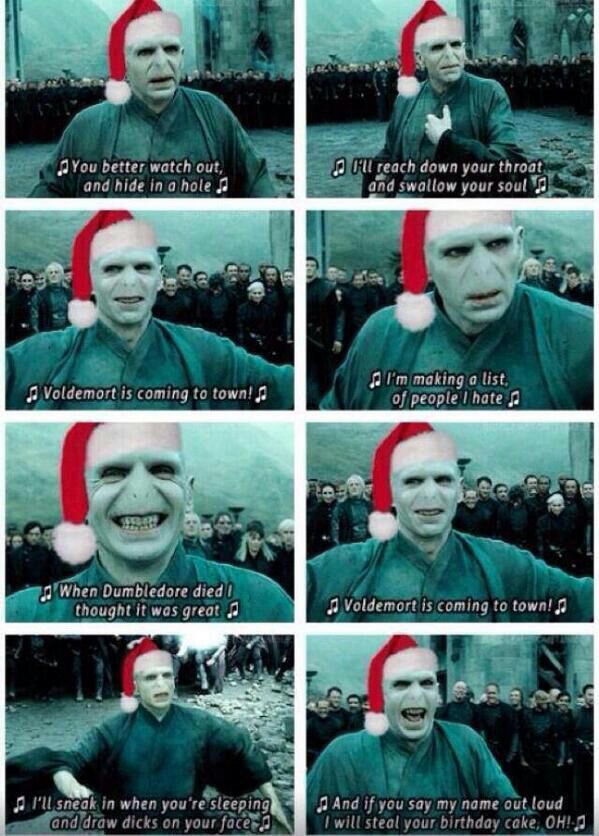 ♫ You better watch out,
and hide in a hole ♫
♫ I'll reach down your throat
and swallow your soul ♫
♫ Voldemort is coming to town! ♫
♫ I'm making a list,
of people I hate ♫
♫ When Dumbledore died I
thought it was great ♫
♫ Voldemort is coming to town! ♫
♫ I'll sneak in when you're sleeping
and draw dicks on your face ♫
♫ And if you say my name out loud
I will steal your birthday cake, OH!-♫